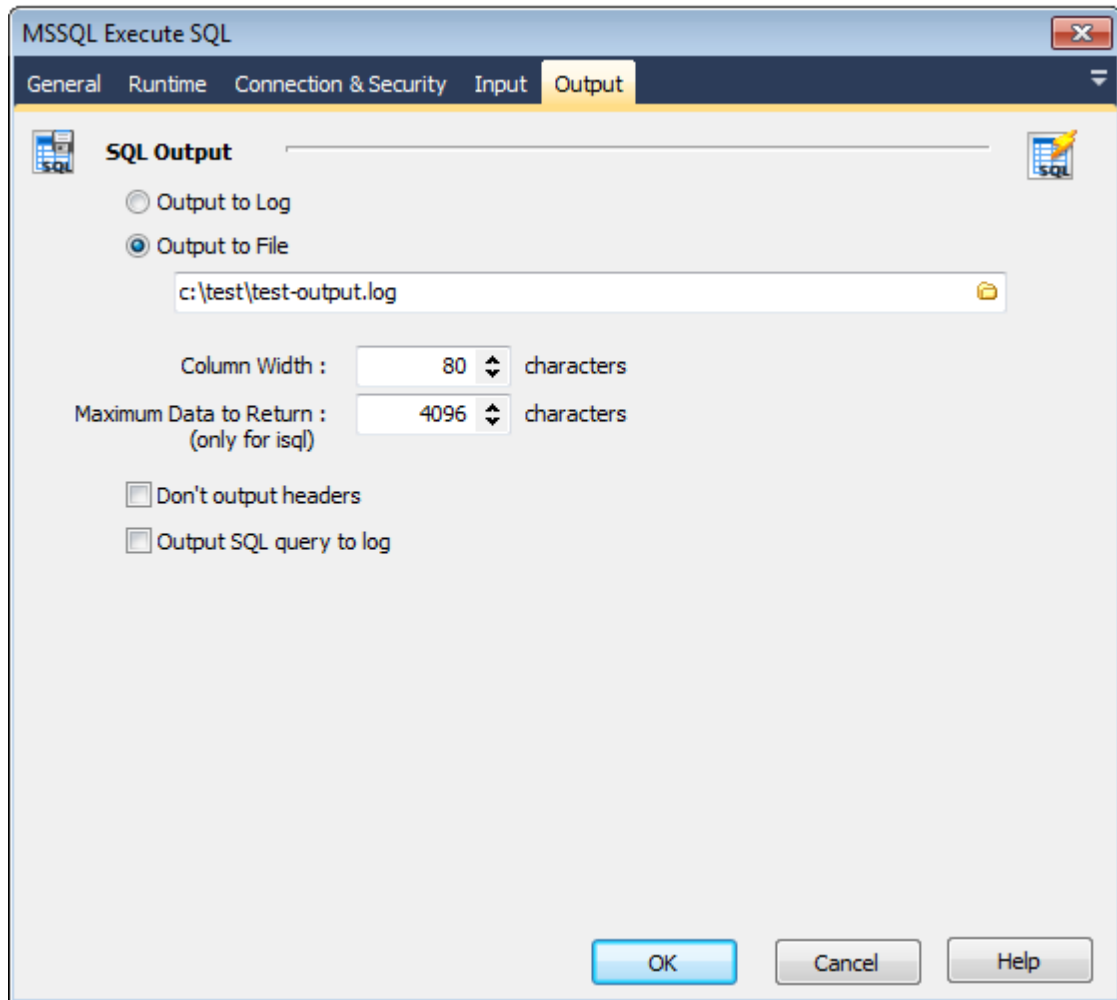 MSSQL Execute SQL
General Runtime Connection & Security Input Output
SQL SQL Output SQL
Output to Log
Output to File
c:\test\test-output.log
Column Width : 80 characters
Maximum Data to Return : 4096 characters
(only for isql)
Don't output headers
Output SQL query to log
OK Cancel Help